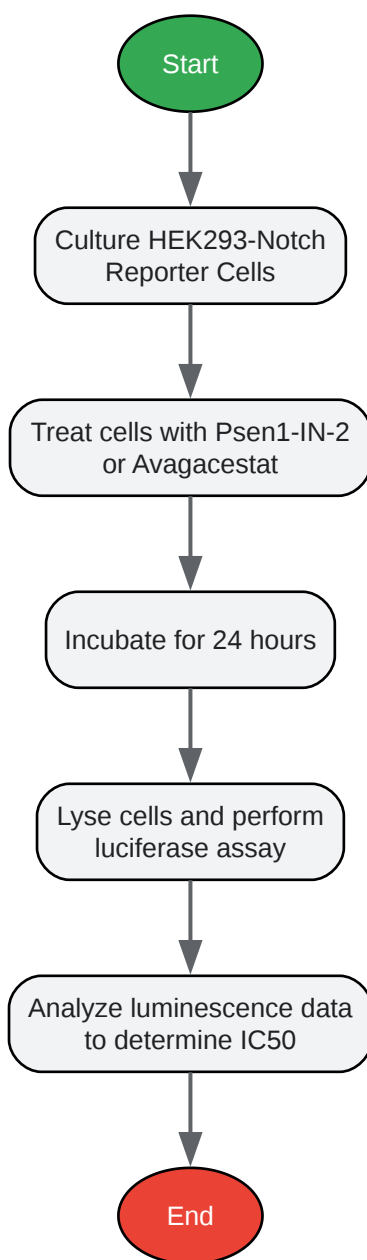 Start
Culture HEK293-Notch
Reporter Cells
Treat cells with Psen1-IN-2
or Avagacestat
Incubate for 24 hours
Lyse cells and perform
luciferase assay
Analyze luminescence data
to determine IC50
End